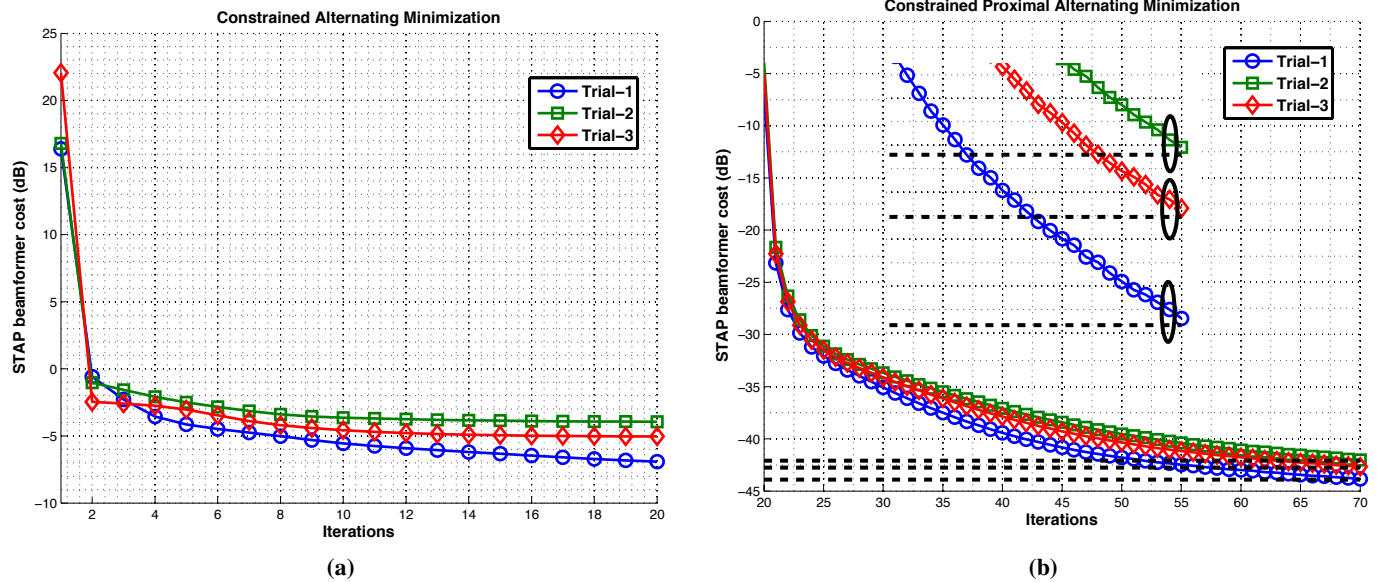 Constrained Alternating Minimization
25
20
15
10
5
0
−5
−10
STAP beamformer cost (dB)
2 4 6 8 10 12 14 16 18 20
Iterations
Trial−1
Trial−2
Trial−3
(a)
Constrained Proximal Alternating Minimization
0
−5
−10
−15
−20
−25
−30
−35
−40
−45
STAP beamformer cost (dB)
20 25 30 35 40 45 50 55 60 65 70
Iterations
Trial−1
Trial−2
Trial−3
(b)